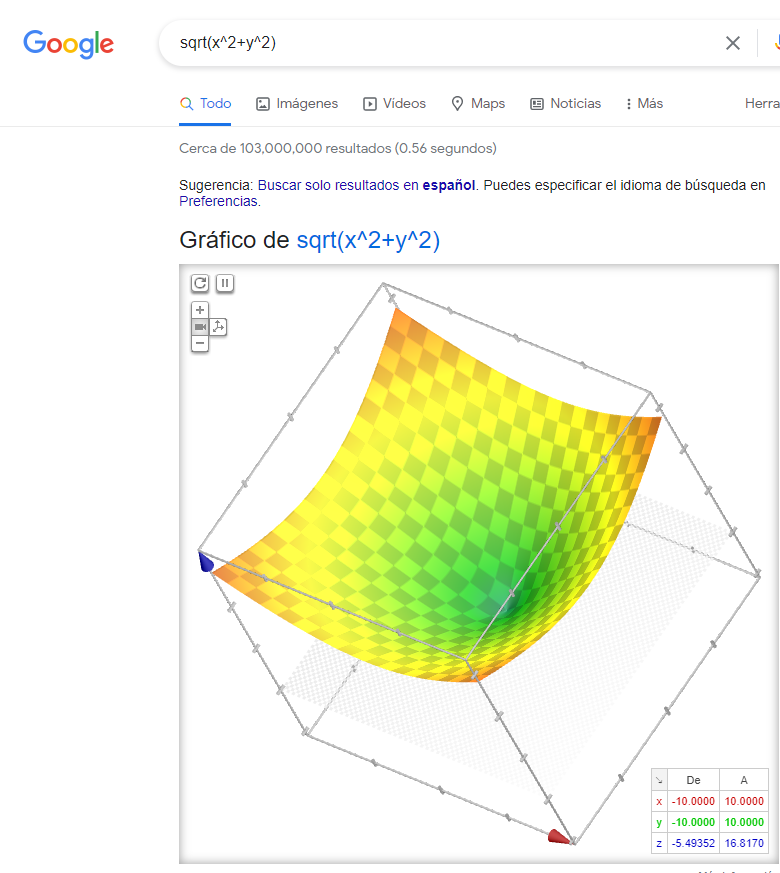 Google
sqrt(x^2+y^2)
Todo Imágenes Videos Maps Noticias Más Herra
Cerca de 103,000,000 resultados (0.56 segundos)
Sugerencia: Buscar solo resultados en español. Puedes especificar el idioma de búsqueda en
Preferencias.
Gráfico de sqrt(x^2+y^2)
De A
x -10.0000 10.0000
y -10.0000 10.0000
z -5.49352 16.8170